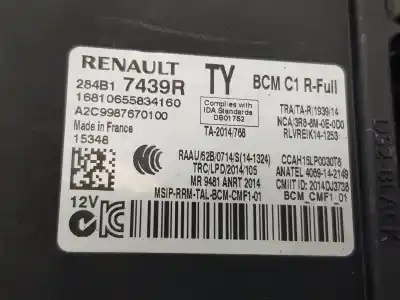 RENAULT TY BCM C1 R-Full
284B1 7439R
16810655834160
A2C9987670100
Made in France
15348
Complies with
IDA Standards
DB01752
TA-2014/768
TRA/TA-R/1939/14
NCA/3R8-8M-0E-0D0
RLVREIK14-1253
RAAU/62B/0714/S(14-1324)
TRC/LPD/2014/105
MR 9481 ANRT 2014
MSIP-RRM-TAL-BCM-CMF1-01
CCAH15LP0030T6
ANATEL 4069-14-2149
CMIIT ID: 2014DJ3738
BCM_CMF1_01
12V